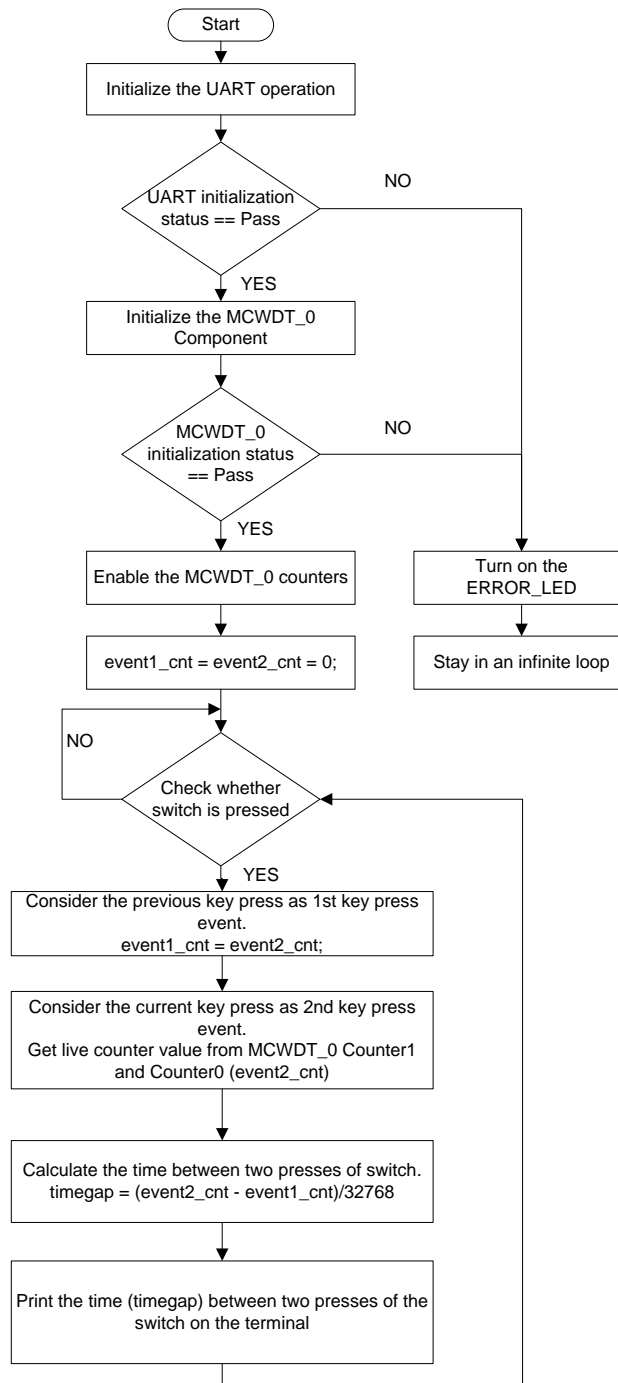 Start
Initialize the UART operation
UART initialization
status == Pass
NO
YES
Initialize the MCWDT_0
Component
MCWDT_0
initialization status
== Pass
NO
YES
Enable the MCWDT_0 counters
Turn on the
ERROR_LED
event1_cnt = event2_cnt = 0;
Stay in an infinite loop
NO
Check whether
switch is pressed
YES
Consider the previous key press as 1st key press
event.
event1_cnt = event2_cnt;
Consider the current key press as 2nd key press
event.
Get live counter value from MCWDT_0 Counter1
and Counter0 (event2_cnt)
Calculate the time between two presses of switch.
timegap = (event2_cnt - event1_cnt)/32768
Print the time (timegap) between two presses of the
switch on the terminal